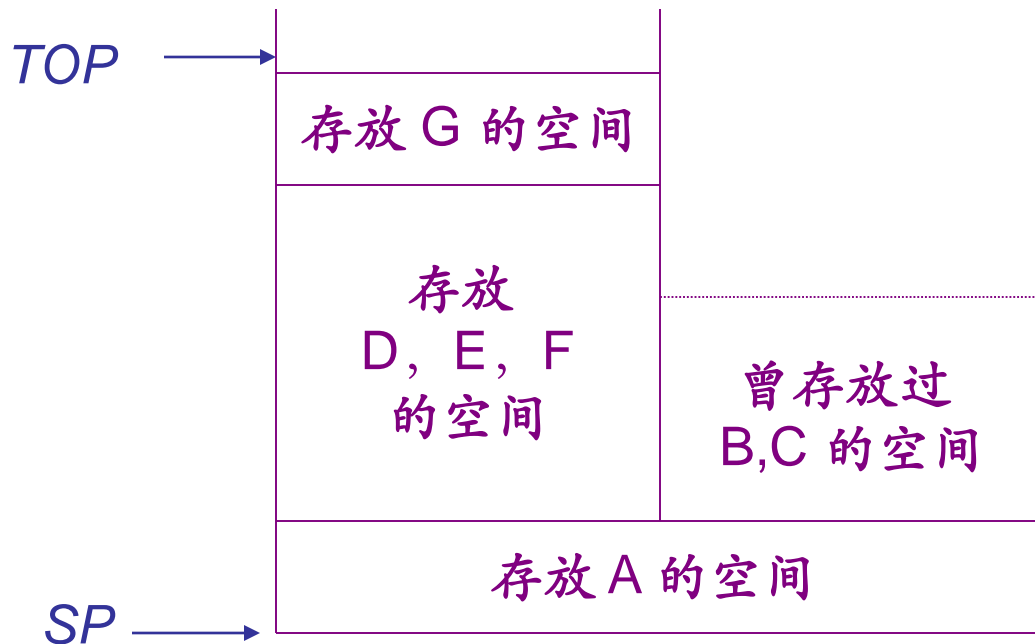 TOP
存放 G 的空间
存放
D，E，F
的空间
曾存放过
B,C 的空间
存放 A 的空间
SP